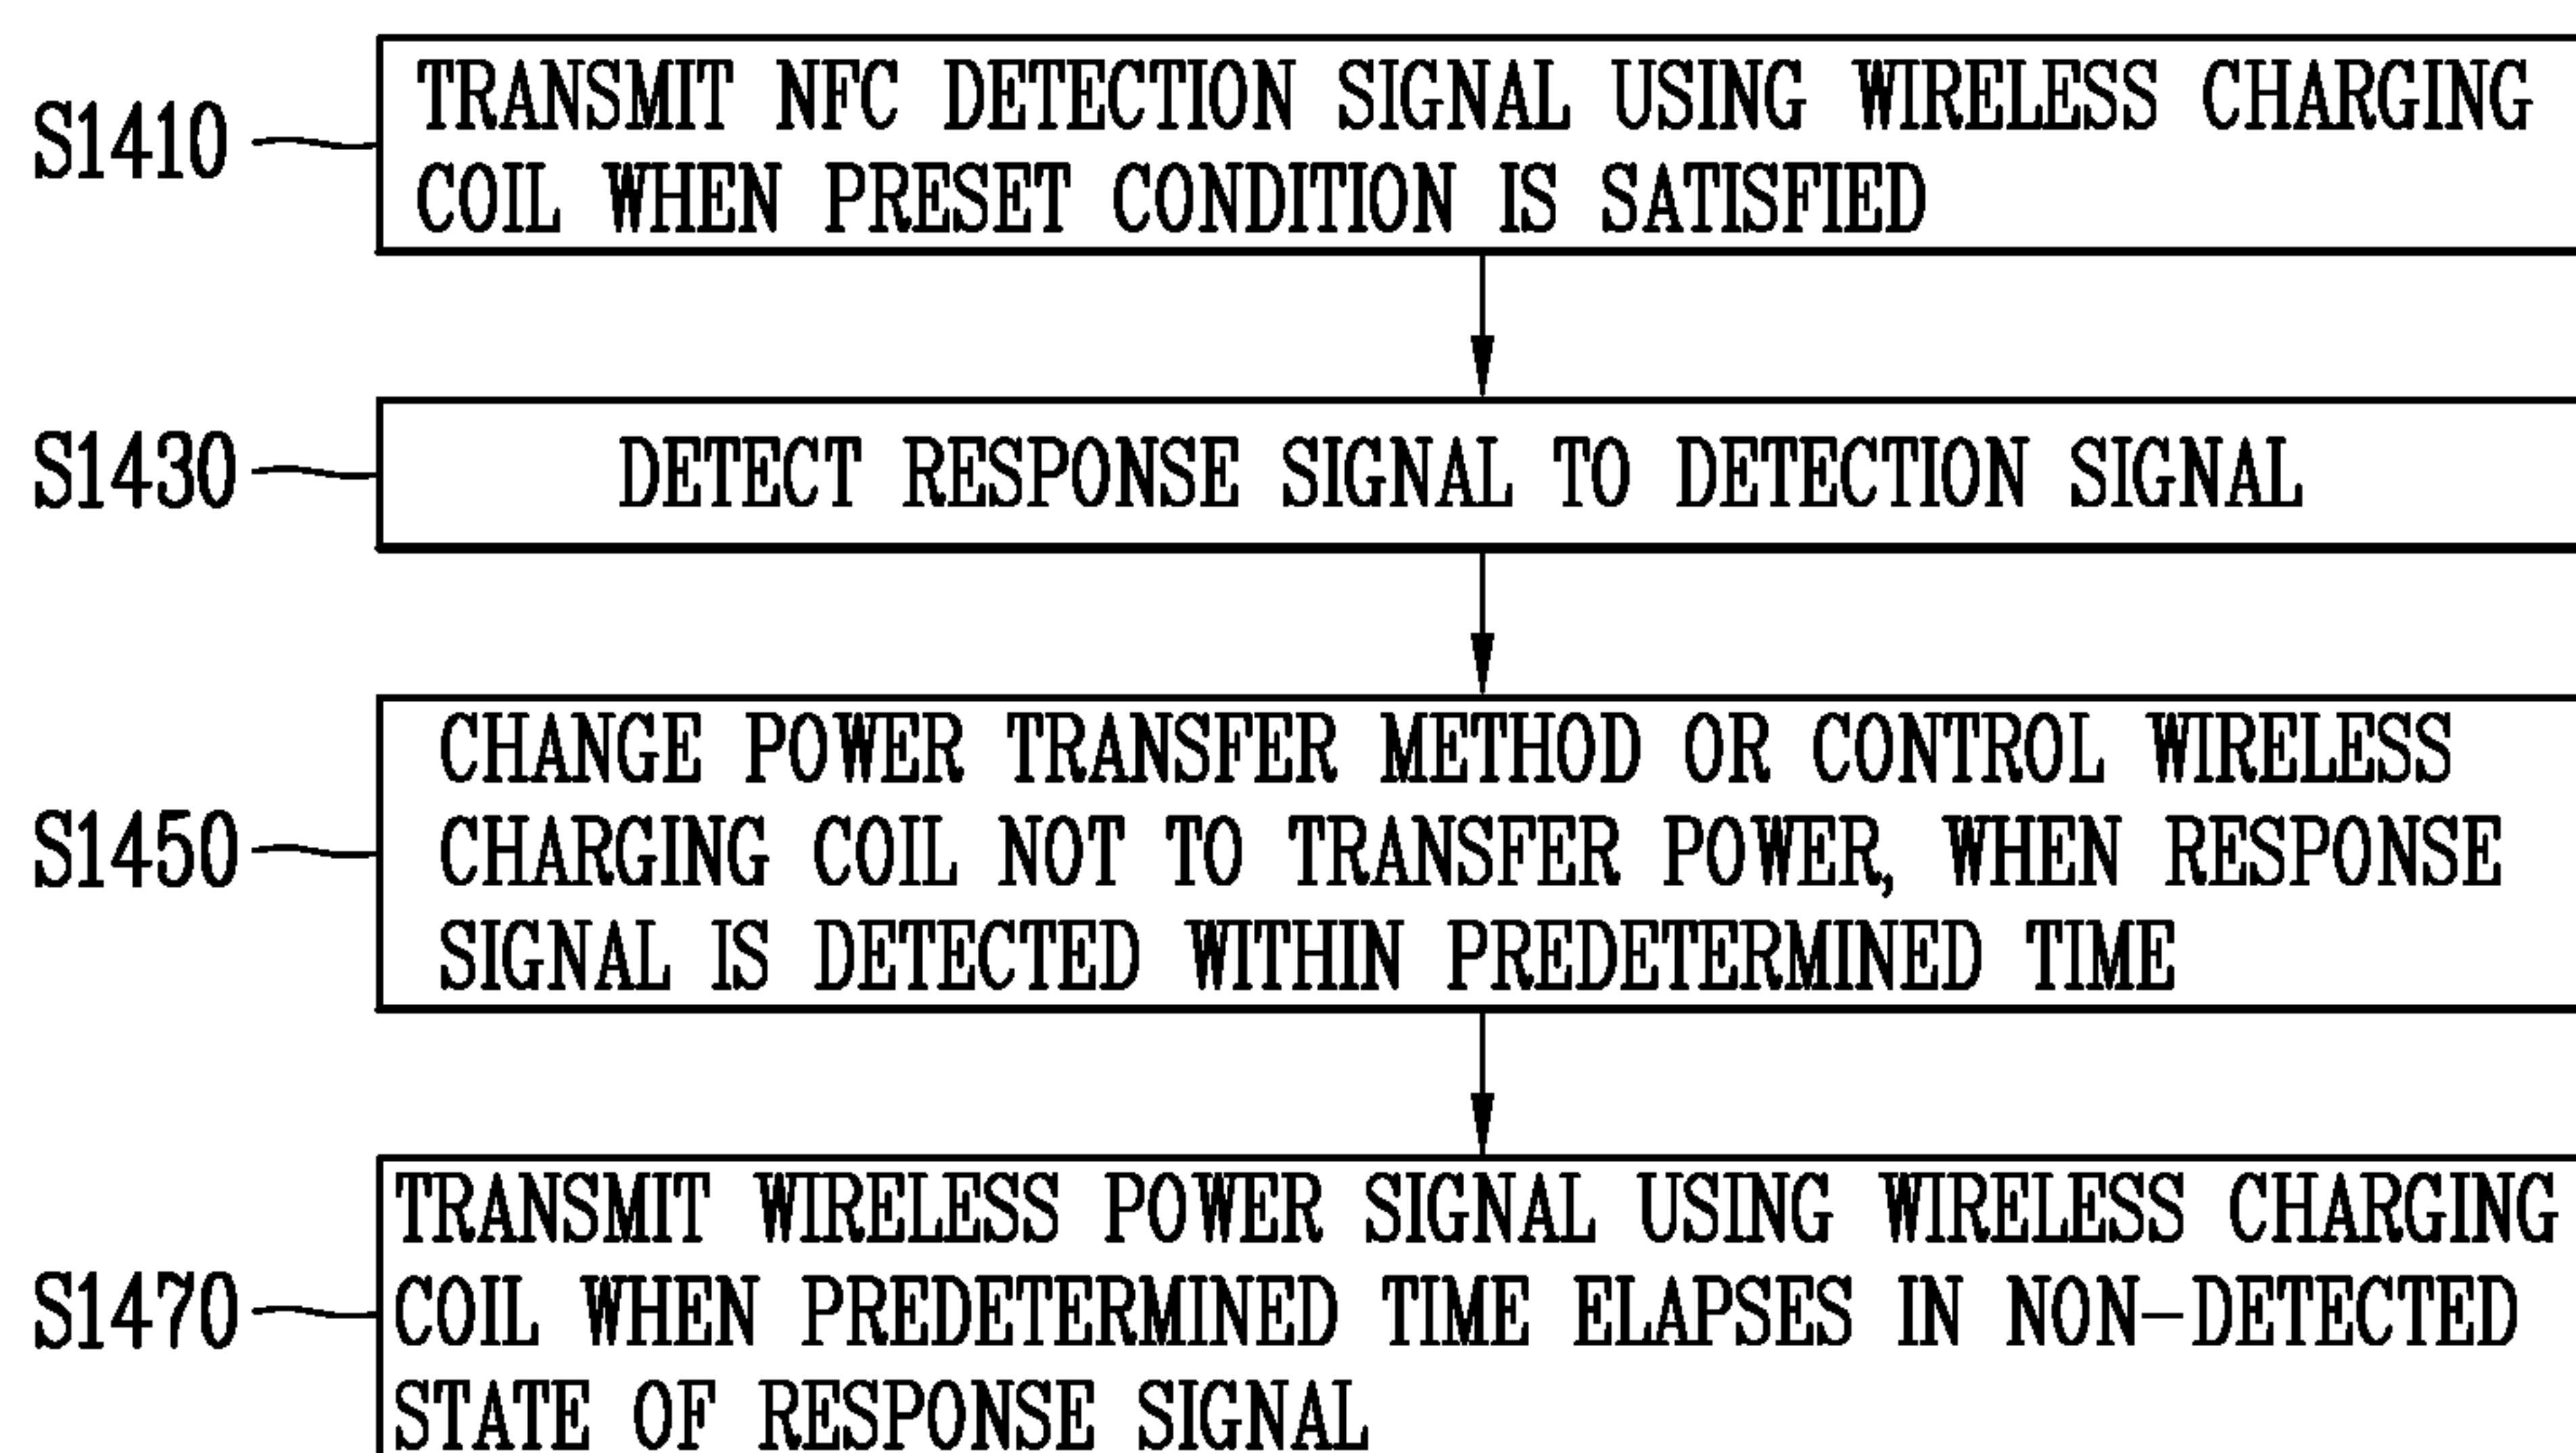 S1410
TRANSMIT NFC DETECTION SIGNAL USING WIRELESS CHARGING
COIL WHEN PRESET CONDITION IS SATISFIED
S1430
DETECT RESPONSE SIGNAL TO DETECTION SIGNAL
S1450
CHANGE POWER TRANSFER METHOD OR CONTROL WIRELESS
CHARGING COIL NOT TO TRANSFER POWER, WHEN RESPONSE
SIGNAL IS DETECTED WITHIN PREDETERMINED TIME
S1470
TRANSMIT WIRELESS POWER SIGNAL USING WIRELESS CHARGING
COIL WHEN PREDETERMINED TIME ELAPSES IN NON-DETECTED
STATE OF RESPONSE SIGNAL